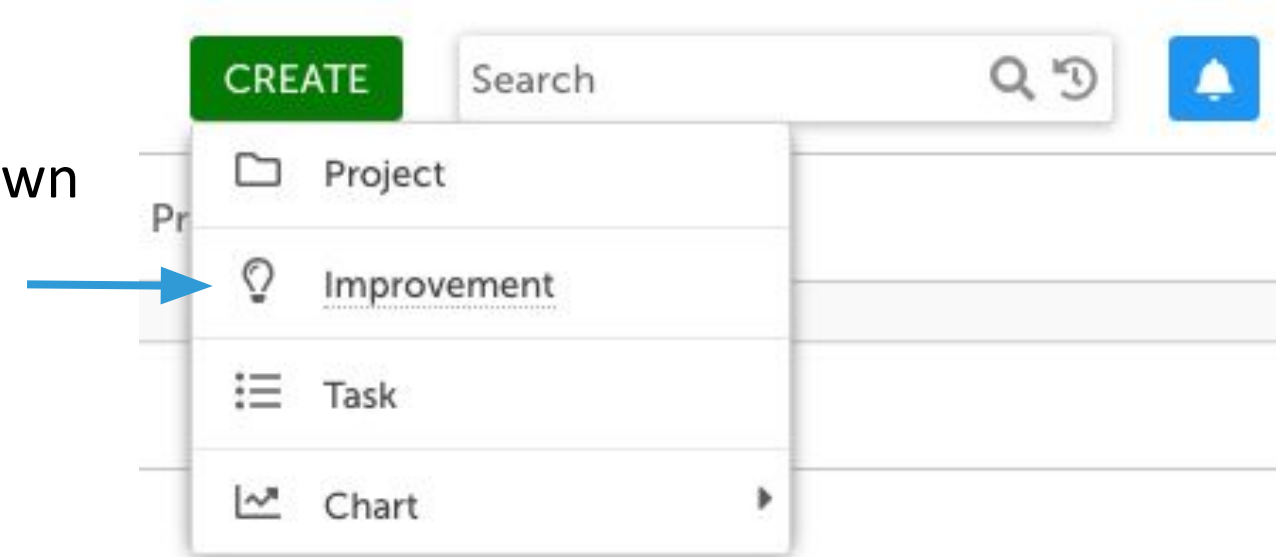 CREATE
Search
wn
Project
Pr
Improvement
Task
Chart